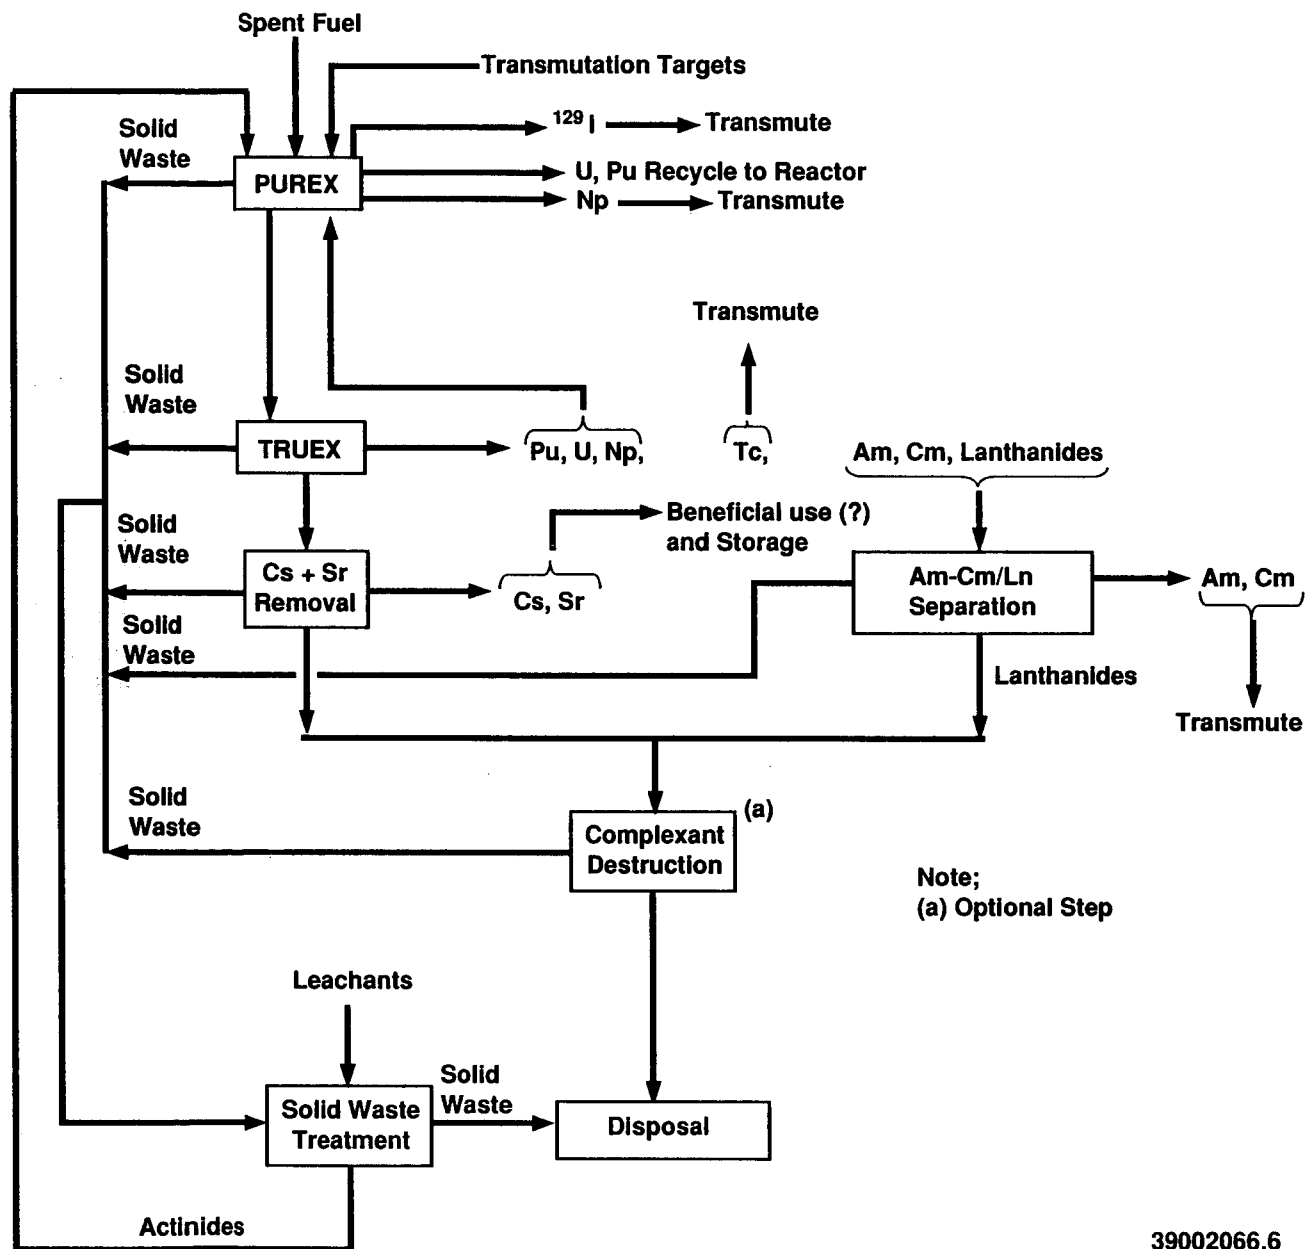 Spent Fuel
Transmutation Targets
Solid
Waste
129 I
Transmute
PUREX
U, Pu Recycle to Reactor
Np
Transmute
Transmute
Solid
Waste
TRUEX
Pu, U, Np,
Tc,
Am, Cm, Lanthanides
Solid
Waste
Beneficial use (?)
and Storage
Cs + Sr
Removal
Cs, Sr
Am-Cm/Ln
Separation
Am, Cm
Solid
Waste
Lanthanides
Transmute
Solid
Waste
(a)
Complexant
Destruction
Note;
(a) Optional Step
Leachants
Solid
Waste
Solid Waste
Treatment
Disposal
Actinides
39002066.6